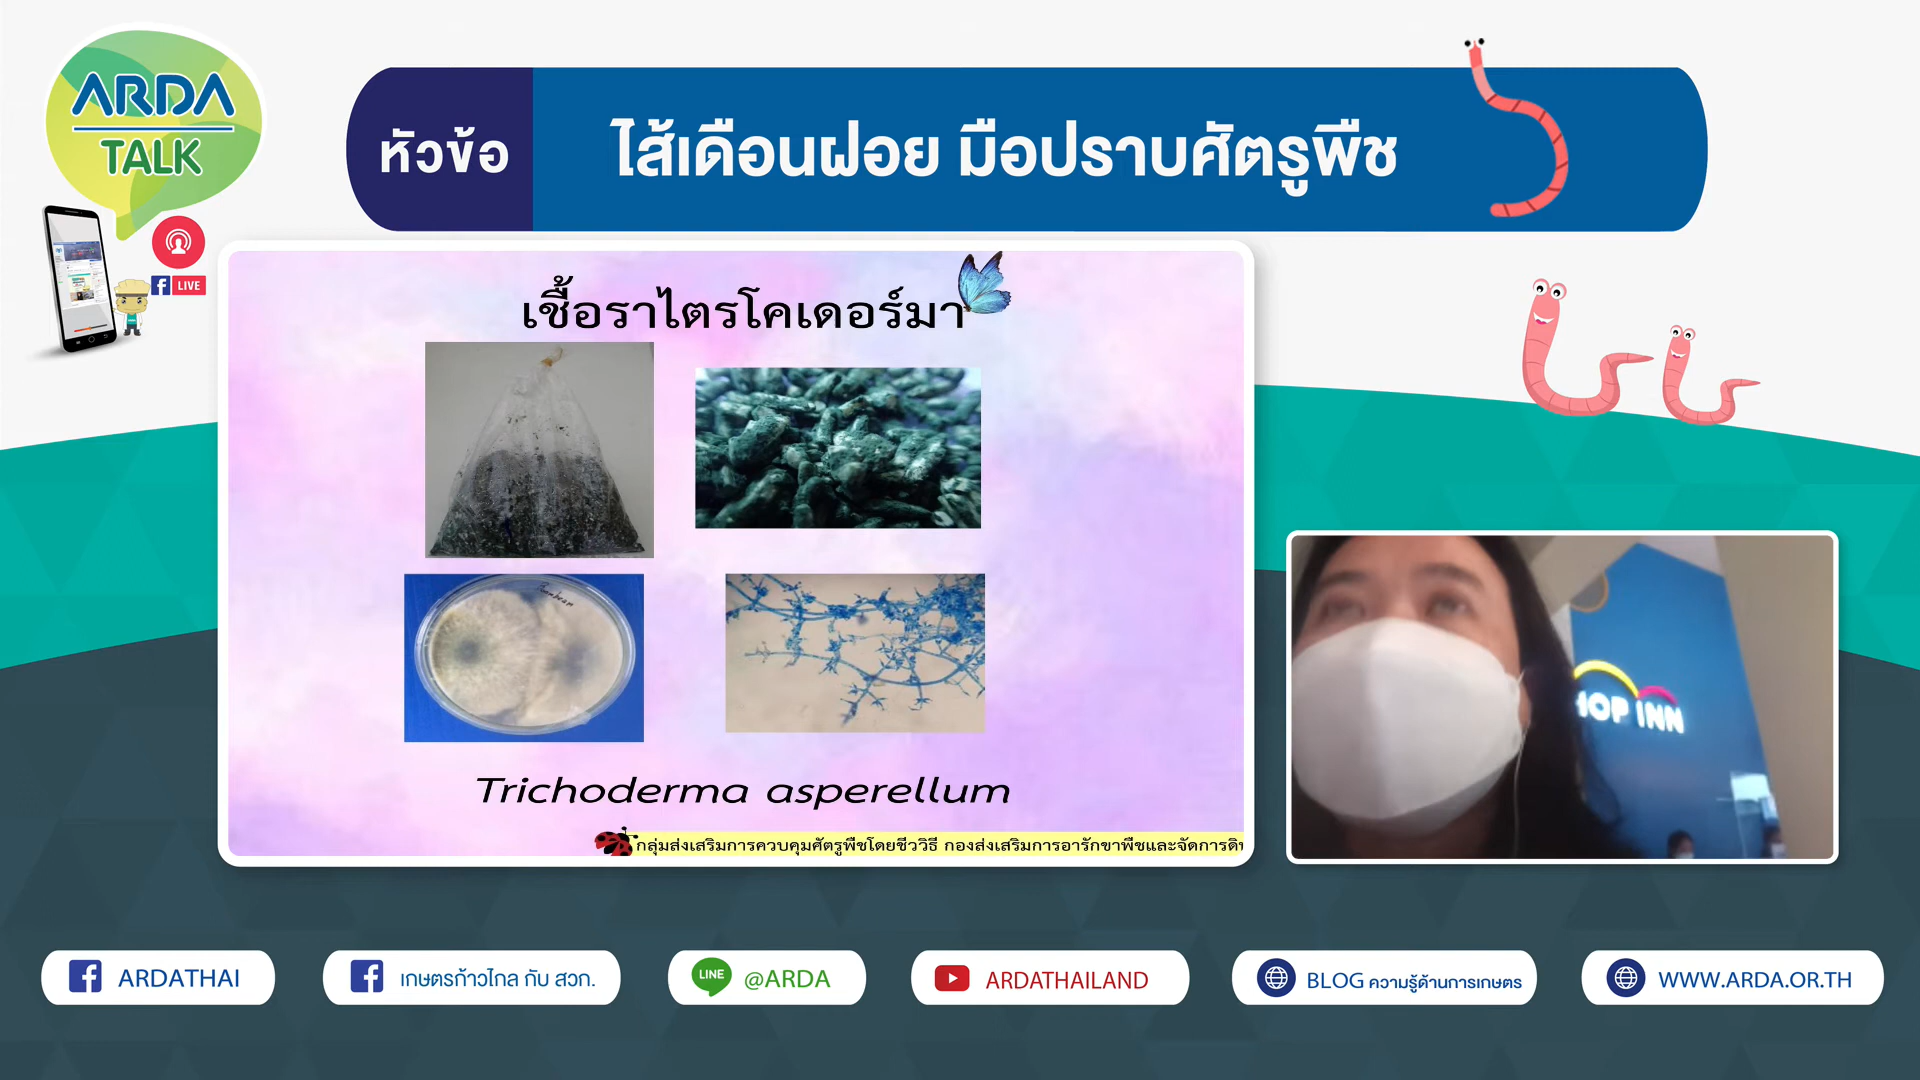 ARDA
TALK
LIVE
หัวข้อ
ไส้เดือนฝอย มือปราบศัตรูพืช
เชื้อราไตรโคเดอร์มา
Trichoderma asperellum
กลุ่มส่งเสริมการควบคุมศัตรูพืชโดยชีววิธี กองส่งเสริมการอารักขาพืชและจัดการดิน
HOP INN
ARDATHAI
เกษตรก้าวไกล กับ สวก.
LINE
@ARDA
ARDATHAILAND
BLOG ความรู้ด้านการเกษตร
WWW.ARDA.OR.TH